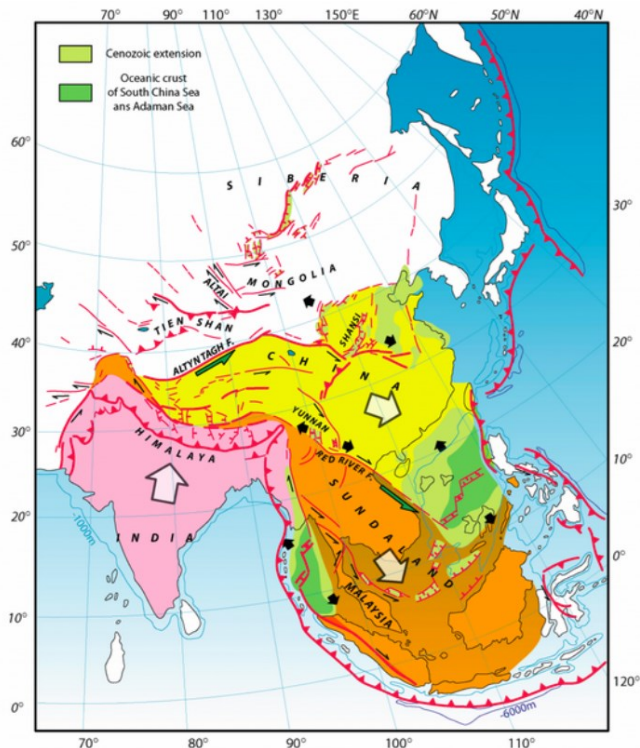 70° 90° 110° 130° 150°E 60°N 50°N 40°N
Cenozoic extension
Oceanic crust
of South China Sea
ans Adaman Sea
60°
S I B E R I A
30°
50°
MONGOLIA
ALTAI
TIEN SHAN
SHANSI
40°
20°
ALTYNTAGH F.
C H I N A
YUNNAN
30°
HIMALAYA
RED RIVER F.
10°
-1000m
20°
SUNDALAND
INDIA
0°
MALAYSIA
10°
120°
0°
-6000m
70° 80° 90° 100° 110°